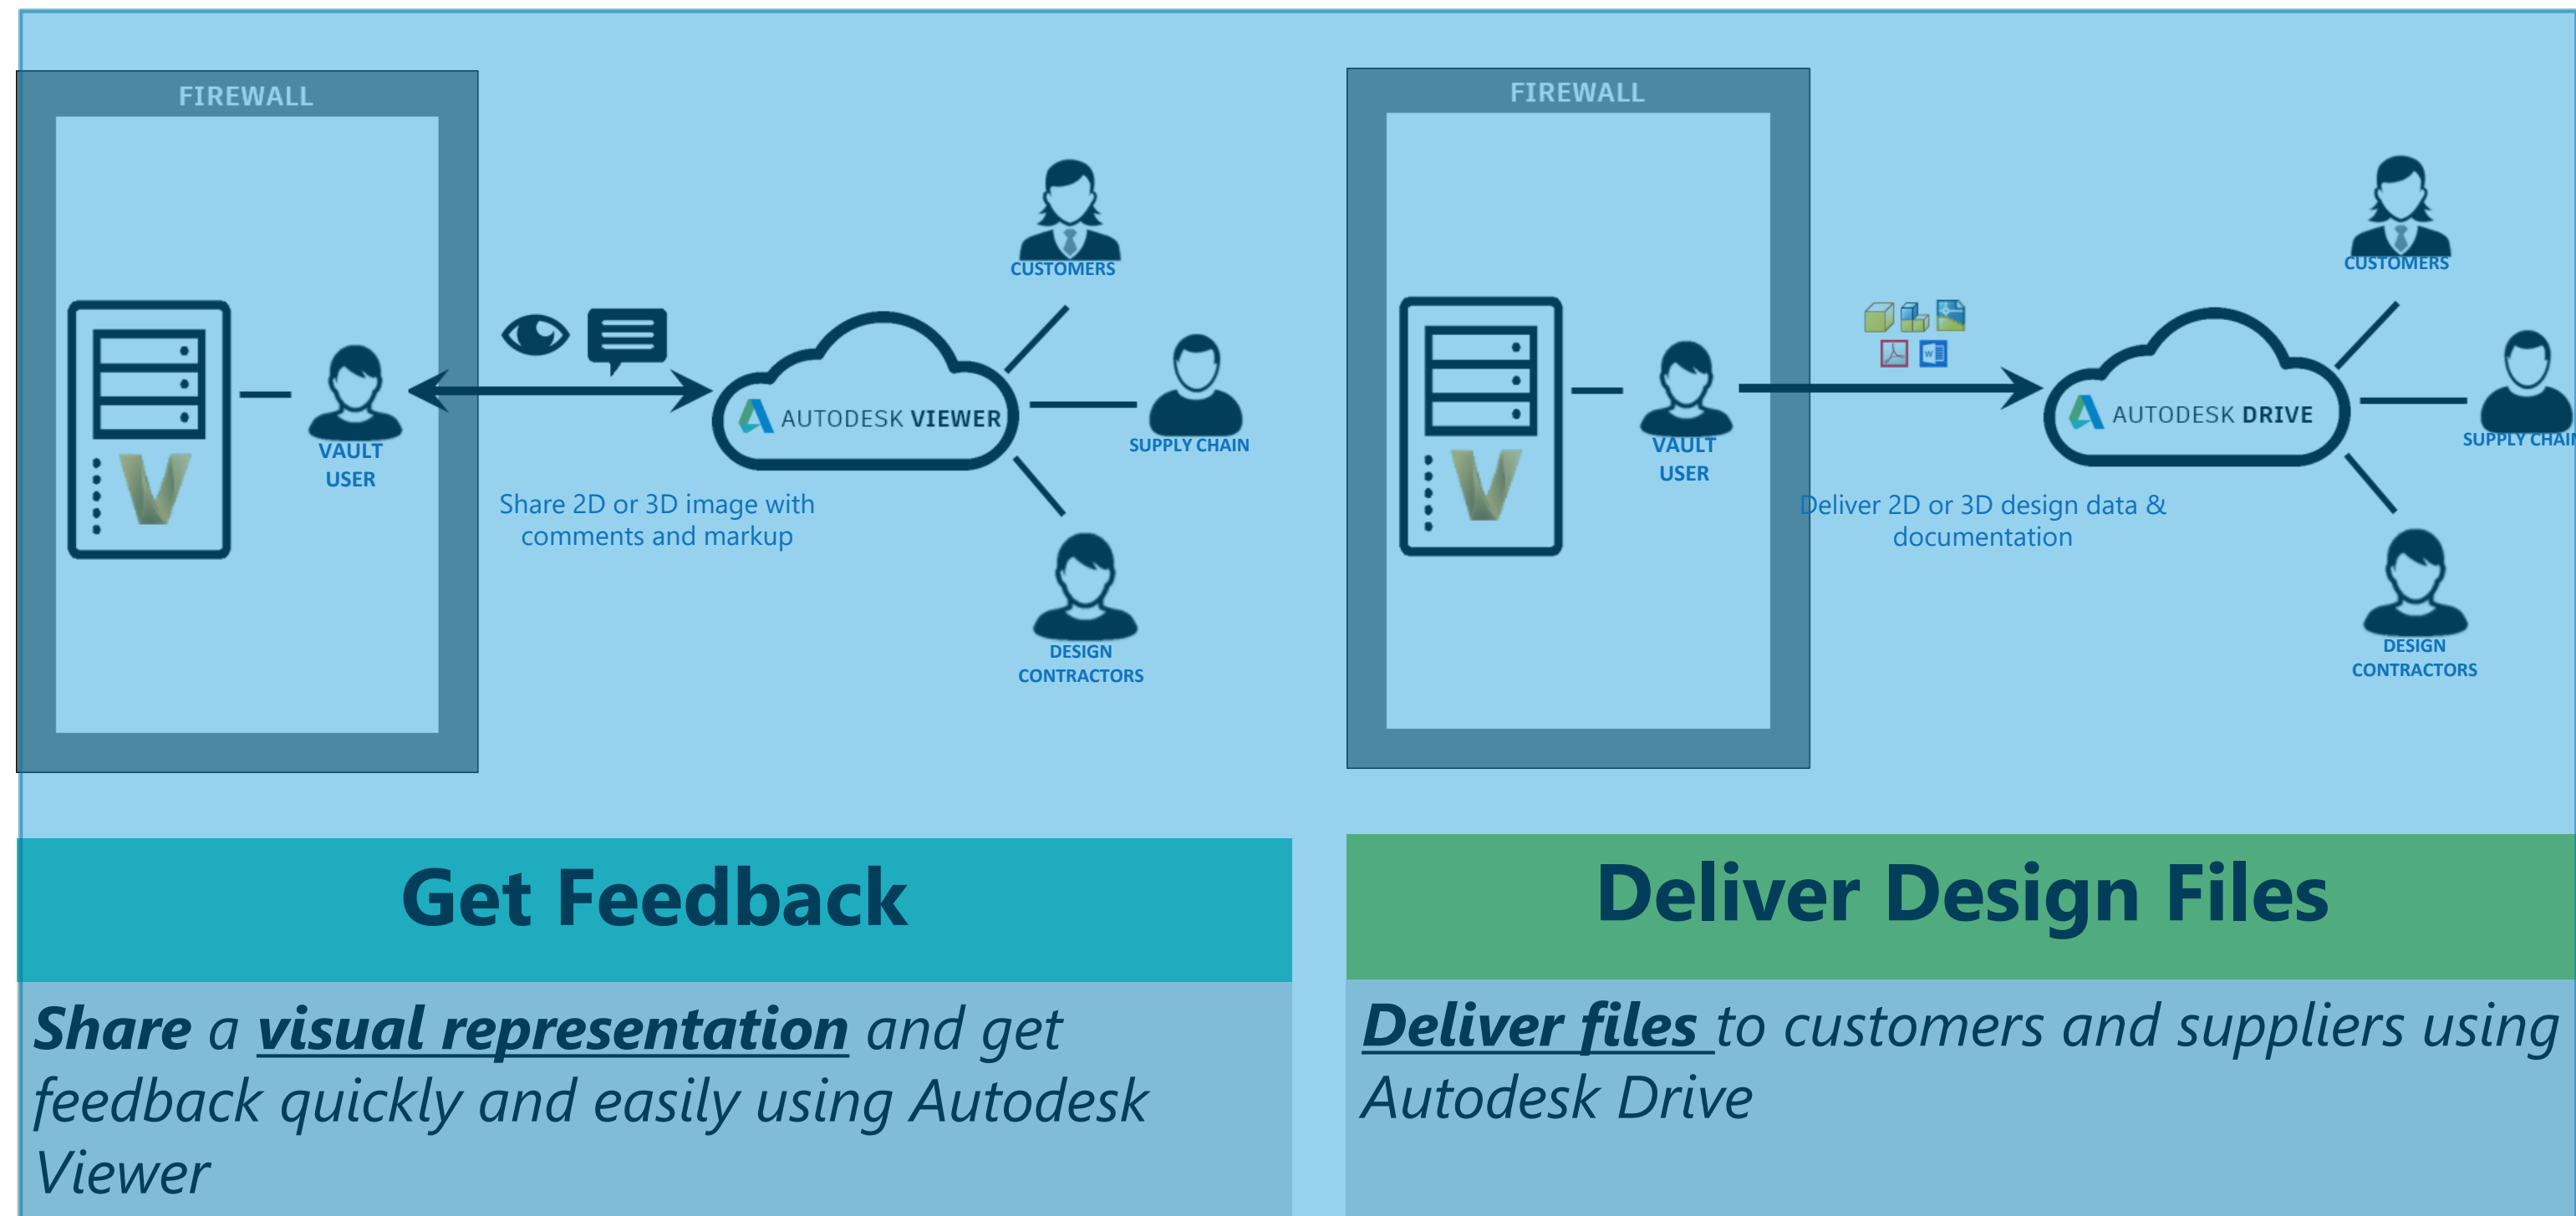 FIREWALL
CUSTOMERS
VAULT
USER
AUTODESK VIEWER
SUPPLY CHAIN
Share 2D or 3D image with
comments and markup
DESIGN
CONTRACTORS
Get Feedback
Share a visual representation and get
feedback quickly and easily using Autodesk
Viewer
FIREWALL
CUSTOMERS
VAULT
USER
W
AUTODESK DRIVE
SUPPLY CHAIN
Deliver 2D or 3D design data &
documentation
DESIGN
CONTRACTORS
Deliver Design Files
Deliver files to customers and suppliers using
Autodesk Drive